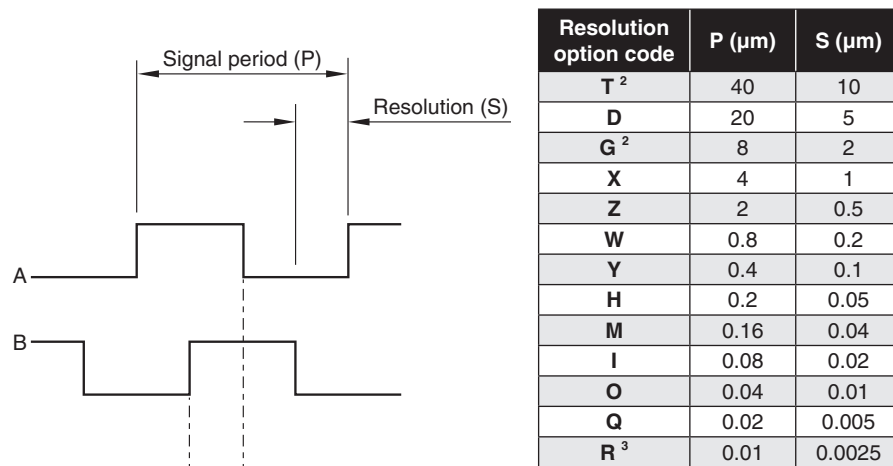 Signal period (P)
Resolution (S)
A
B
Resolution option code P (µm) S (µm)
T ² 40 10
D 20 5
G ² 8 2
X 4 1
Z 2 0.5
W 0.8 0.2
Y 0.4 0.1
H 0.2 0.05
M 0.16 0.04
I 0.08 0.02
O 0.04 0.01
Q 0.02 0.005
R ³ 0.01 0.0025